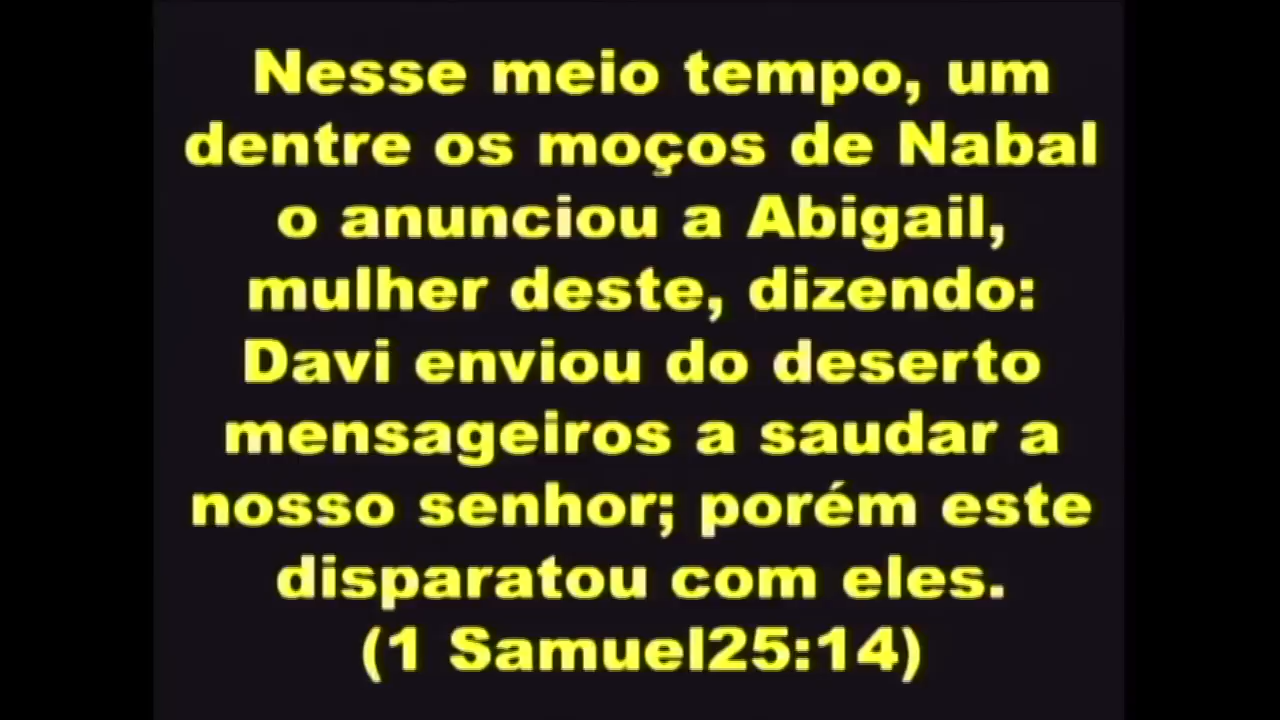 Nesse meio tempo, um
dentre os moços de Nabal
o anunciou a Abigail,
mulher deste, dizendo:
Davi enviou do deserto
mensageiros a saudar a
nosso senhor; porém este
disparatou com eles.
(1 Samuel25:14)